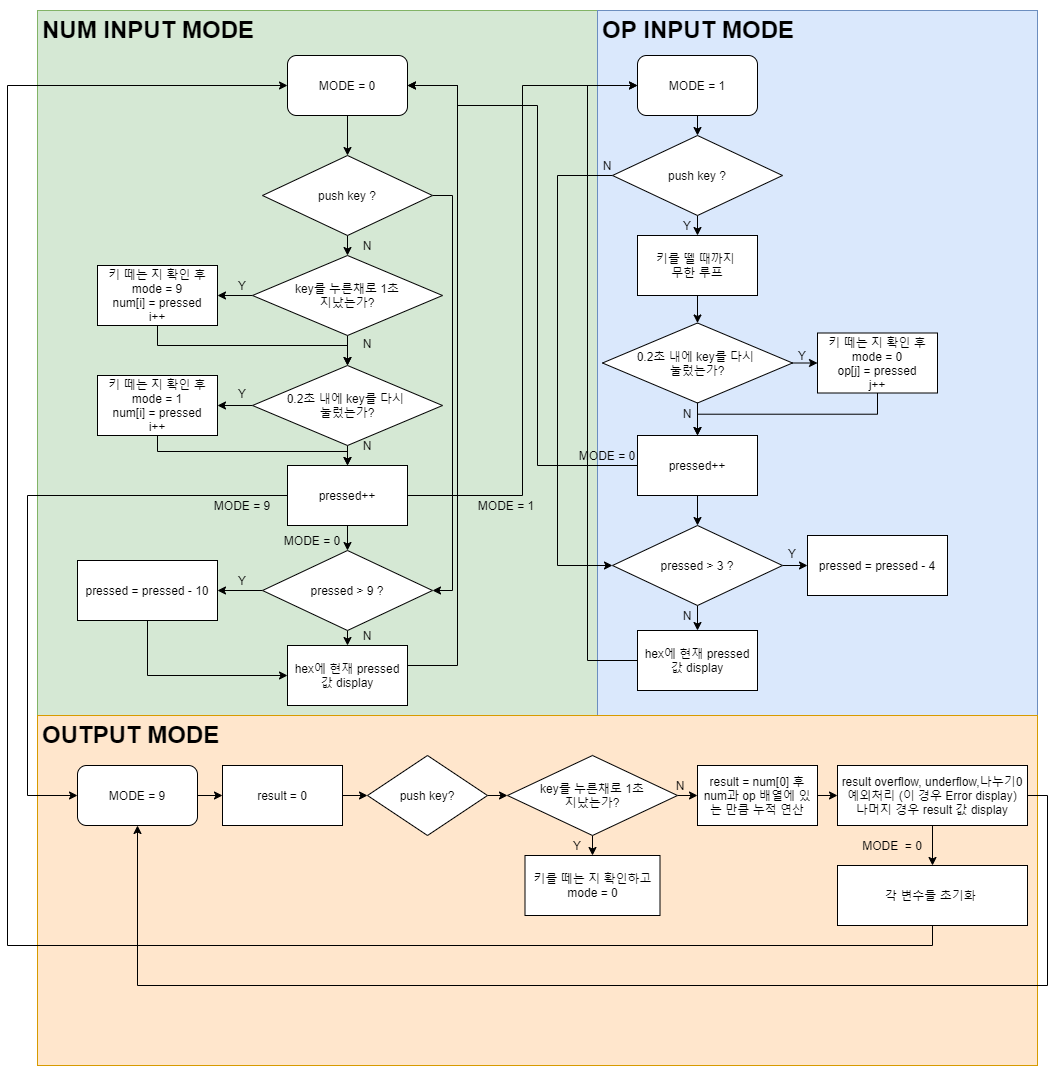 NUM INPUT MODE
MODE = 0
push key ?
N
key를 누른채로 1초
지났는가?
Y
키 떼는 지 확인 후
mode = 9
num[i] = pressed
i++
N
0.2초 내에 key를 다시
눌렀는가?
Y
키 떼는 지 확인 후
mode = 1
num[i] = pressed
i++
N
pressed++
MODE = 9
MODE = 1
MODE = 0
pressed > 9 ?
Y
pressed = pressed - 10
N
hex에 현재 pressed
값 display
OP INPUT MODE
MODE = 1
push key ?
N
Y
키를 뗄 때까지
무한 루프
0.2초 내에 key를 다시
눌렀는가?
Y
키 떼는 지 확인 후
mode = 0
op[j] = pressed
j++
N
pressed++
MODE = 0
pressed > 3 ?
Y
pressed = pressed - 4
N
hex에 현재 pressed
값 display
OUTPUT MODE
MODE = 9
result = 0
push key?
key를 누른채로 1초
지났는가?
N
Y
키를 떼는 지 확인하고
mode = 0
result = num[0] 후
num과 op 배열에 있
는 만큼 누적 연산
result overflow, underflow,나누기0
예외처리 (이 경우 Error display)
나머지 경우 result 값 display
MODE = 0
각 변수들 초기화